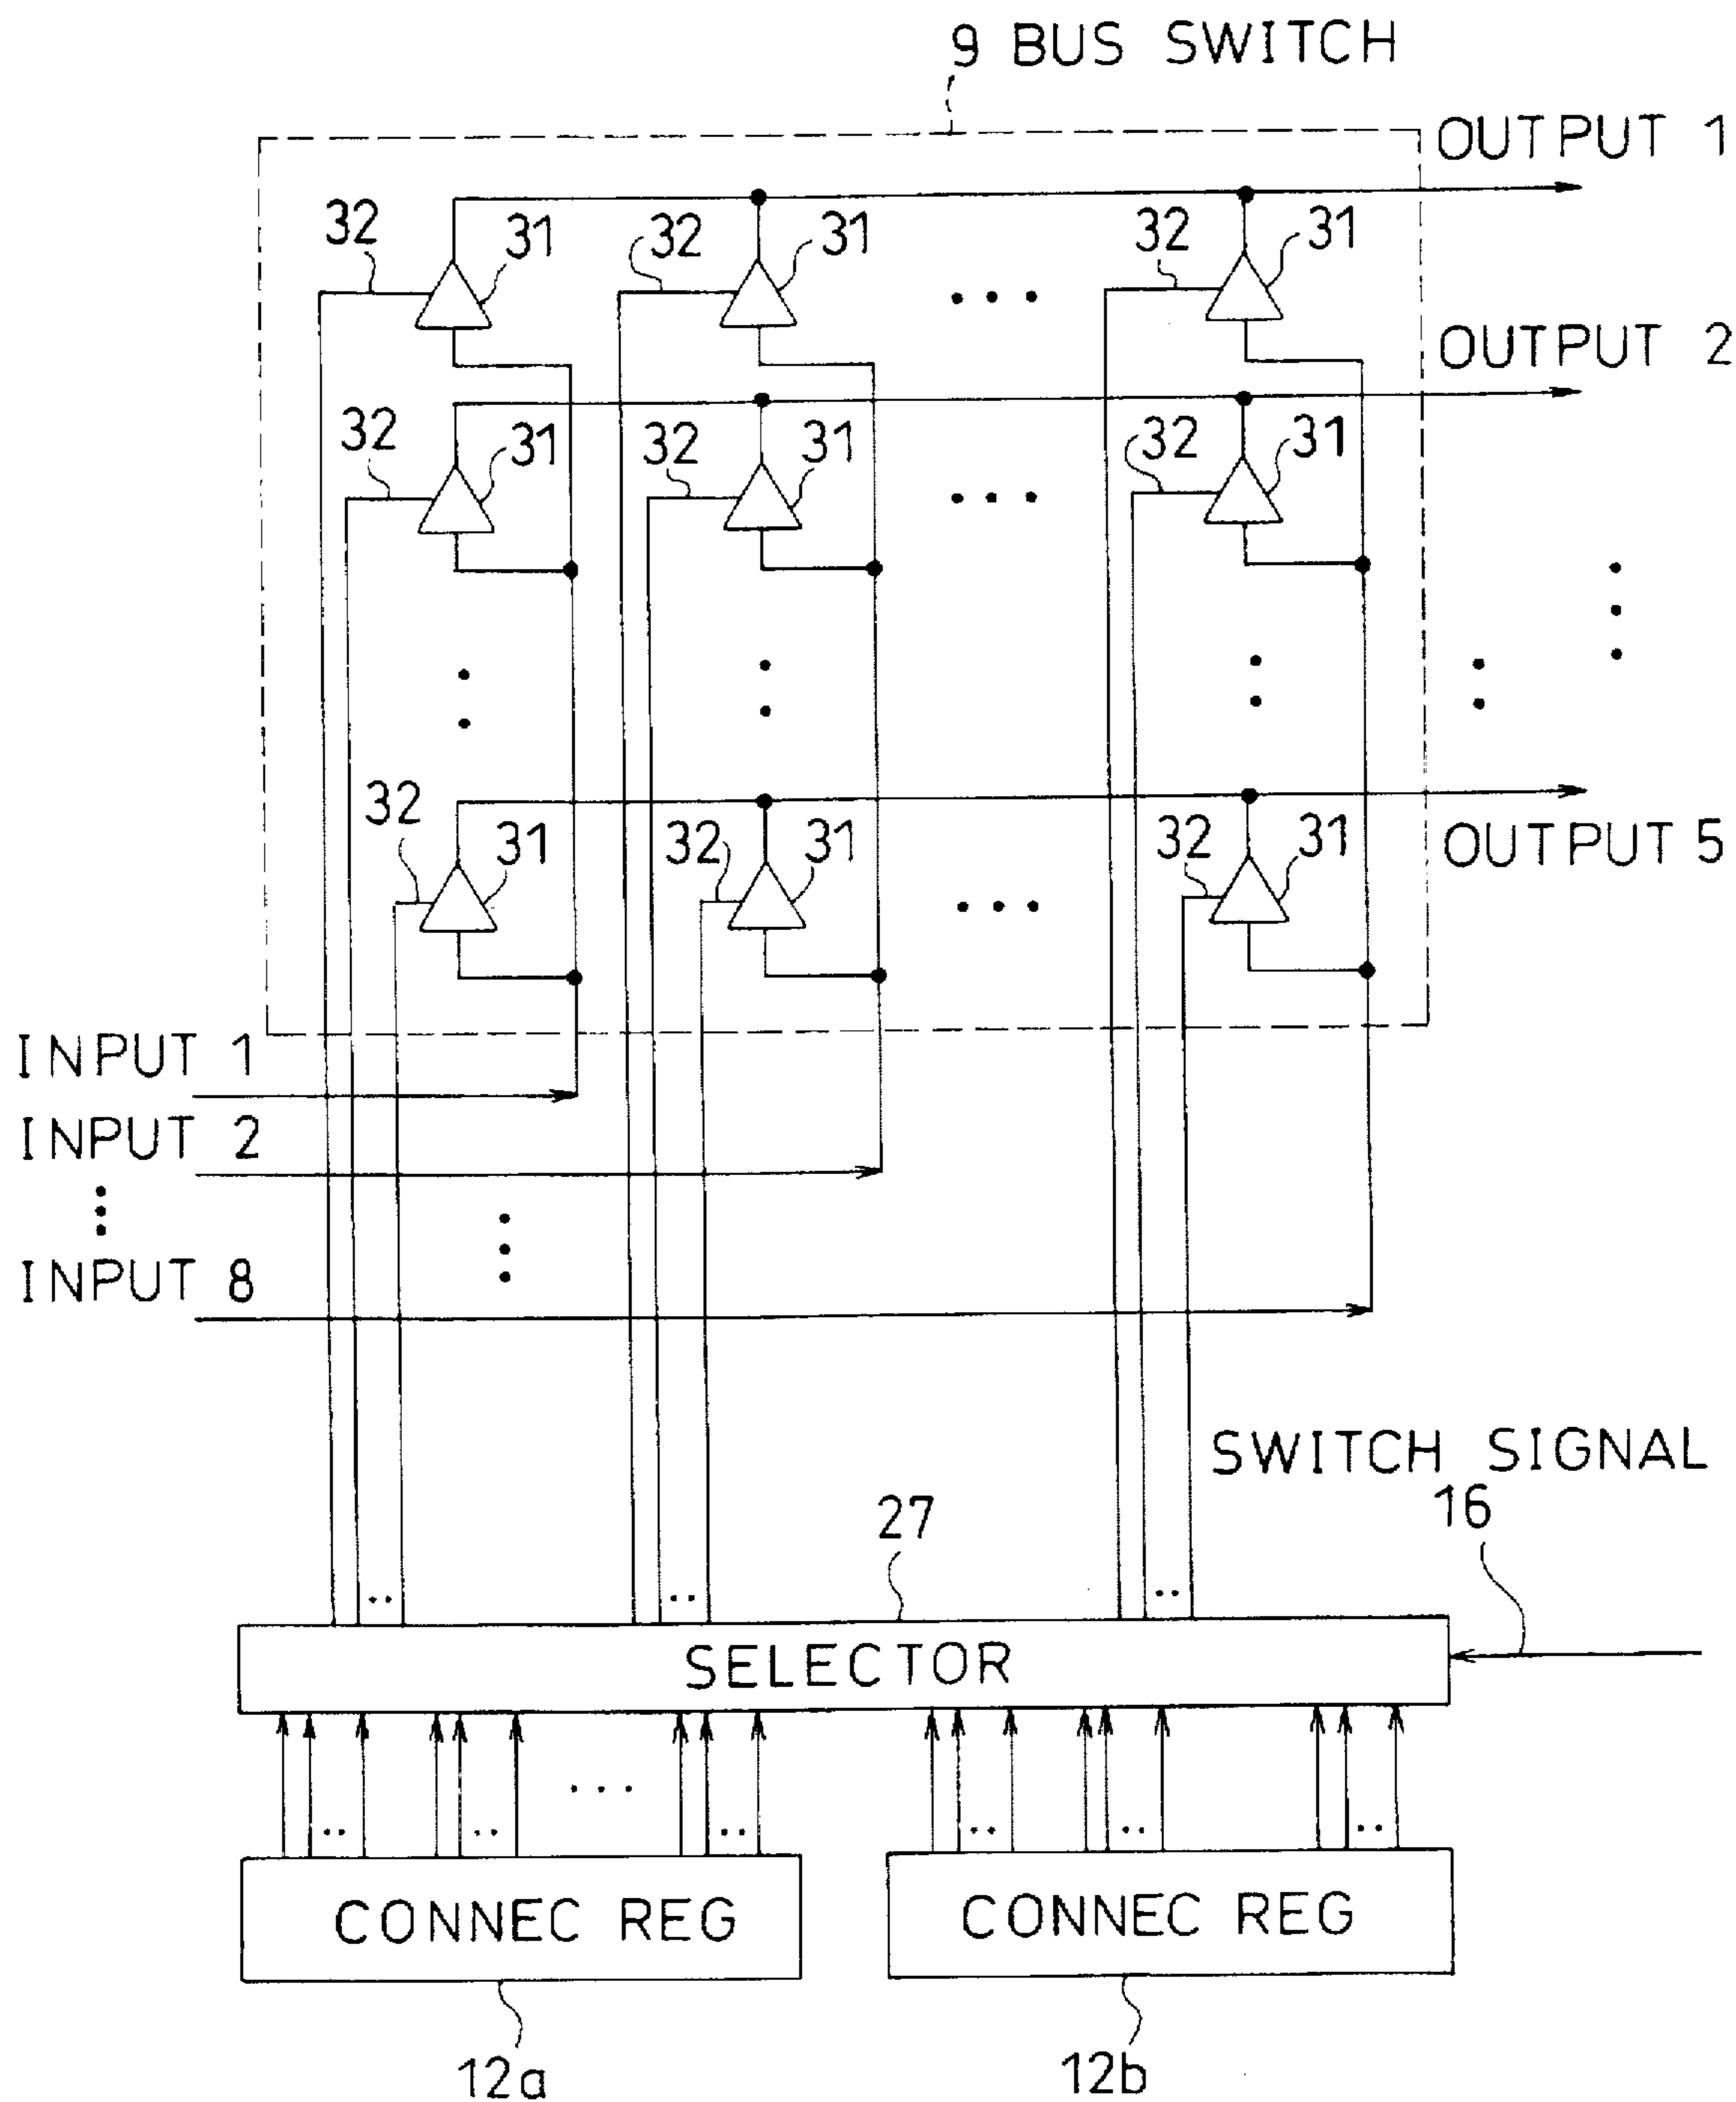 9 BUS SWITCH
OUTPUT 1
32 31 32 31 32 31
OUTPUT 2
32 31 32 31 32 31
32 31 32 31 32 31
OUTPUT 5
INPUT 1
INPUT 2
INPUT 8
SWITCH SIGNAL
27 16
SELECTOR
CONNEC REG CONNEC REG
12a 12b